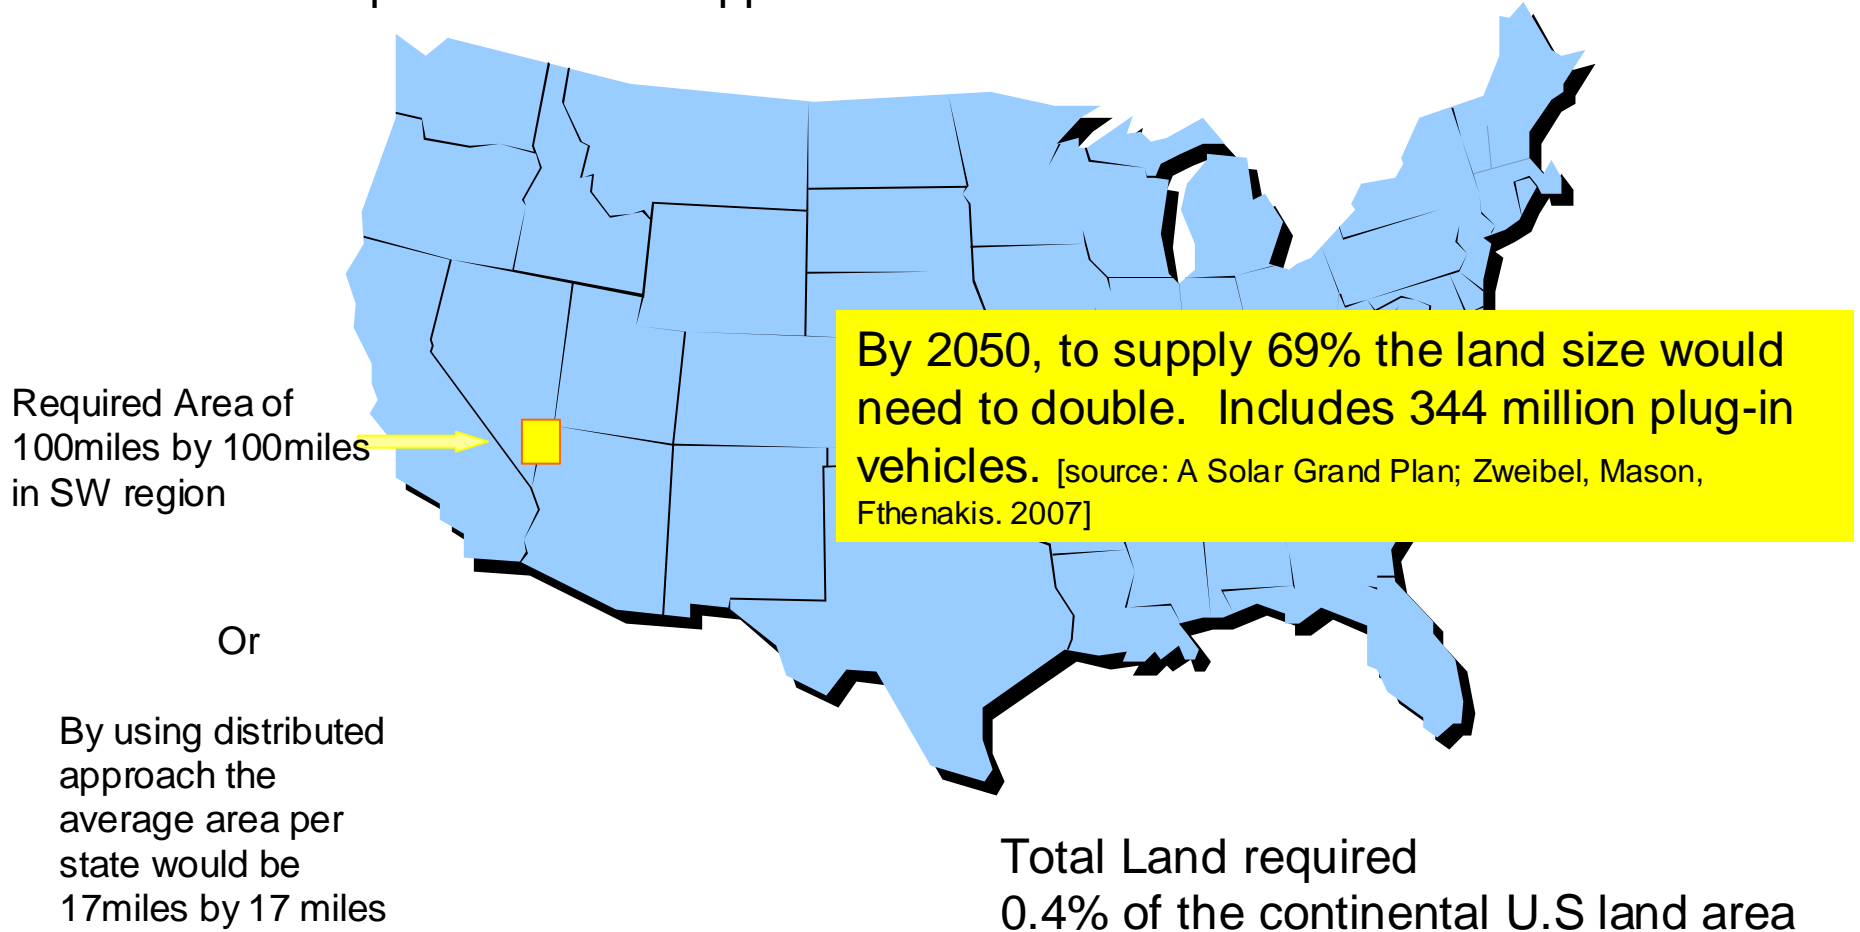 By 2050, to supply 69% the land size would
need to double. Includes 344 million plug-in
vehicles. [source: A Solar Grand Plan; Zweibel, Mason,
Fthenakis. 2007]
Required Area of
100miles by 100miles
in SW region
Or
By using distributed
approach the
average area per
state would be
17miles by 17 miles
Total Land required
0.4% of the continental U.S land area